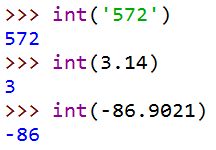 >>> int('572')
572
>>> int(3.14)
3
>>> int(-86.9021)
-86